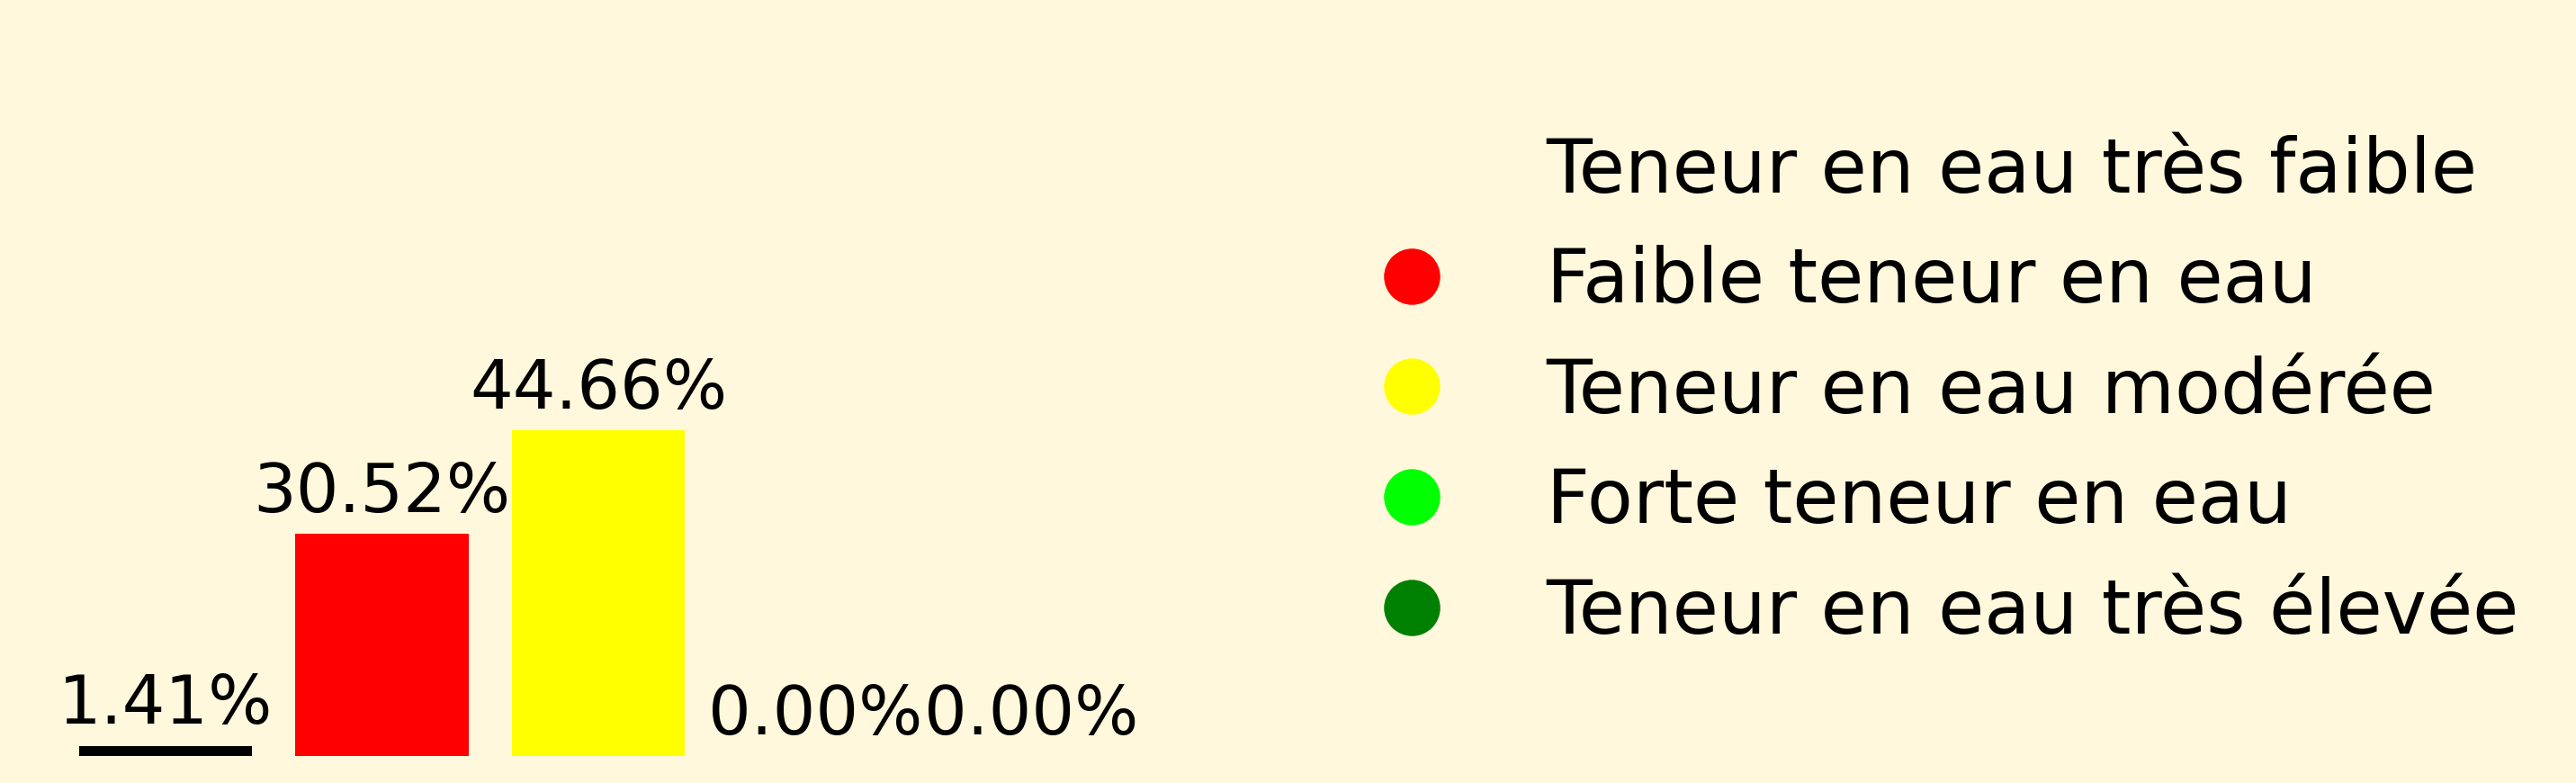 1.41%
30.52%
44.66%
0.00%
0.00%
Teneur en eau très faible
Faible teneur en eau
Teneur en eau modérée
Forte teneur en eau
Teneur en eau très élevée